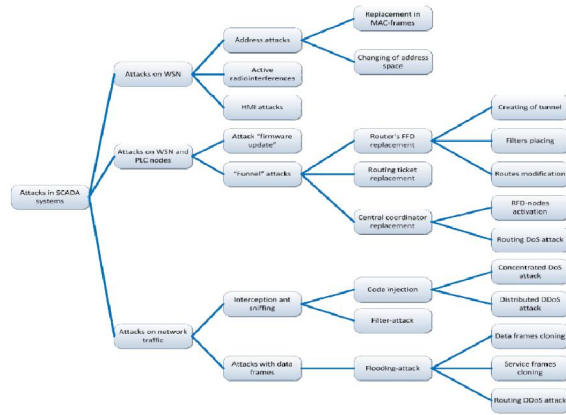 Attacks in SCADA
systems
Attacks on WSN
Address attacks
Replacement in
MAC-frames
Changing of address
space
Active
radiointerferences
HMI attacks
Attacks on WSN and
PLC nodes
Attack "firmware
update"
"Funnel" attacks
Router's FFD
replacement
Creating of tunnel
Filters placing
Routes modification
Routing ticket
replacement
Central coordinator
replacement
RFD-nodes
activation
Routing DoS attack
Attacks on network
traffic
Interception ant
sniffing
Code injection
Concentrated DoS
attack
Distributed DDoS
attack
Filter-attack
Attacks with data
frames
Flooding-attack
Data frames cloning
Service frames
cloning
Routing DDoS attack